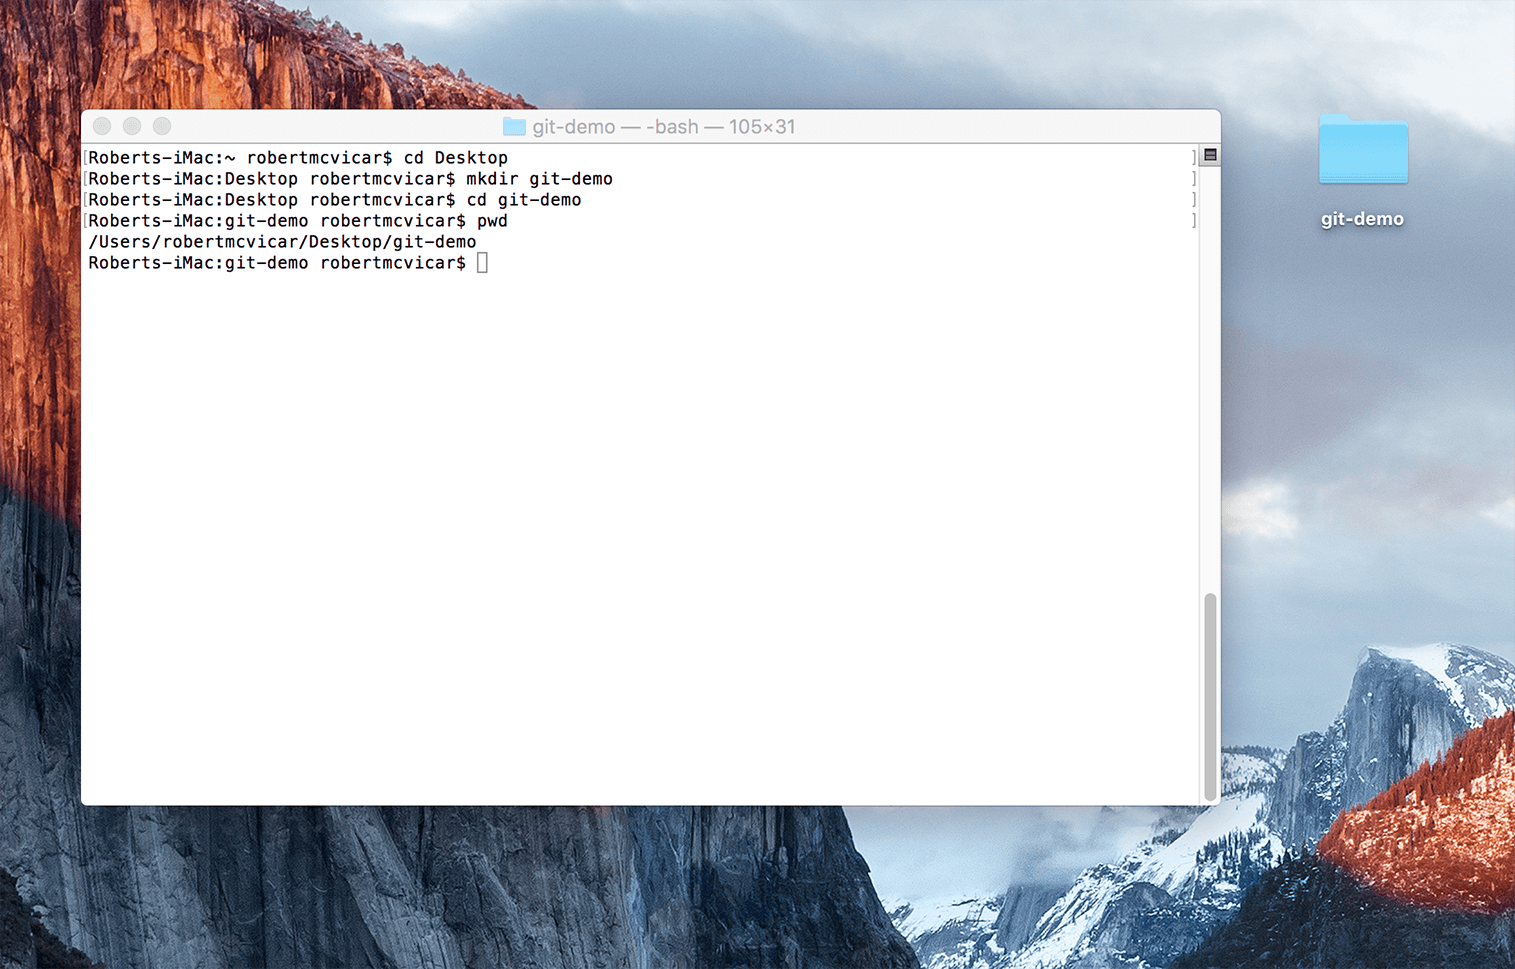 git-demo — -bash — 105×31
[Roberts-iMac:~ robertmcvicar$ cd Desktop ]
[Roberts-iMac:Desktop robertmcvicar$ mkdir git-demo ]
[Roberts-iMac:Desktop robertmcvicar$ cd git-demo ]
[Roberts-iMac:git-demo robertmcvicar$ pwd ]
/Users/robertmcvicar/Desktop/git-demo
Roberts-iMac:git-demo robertmcvicar$
git-demo